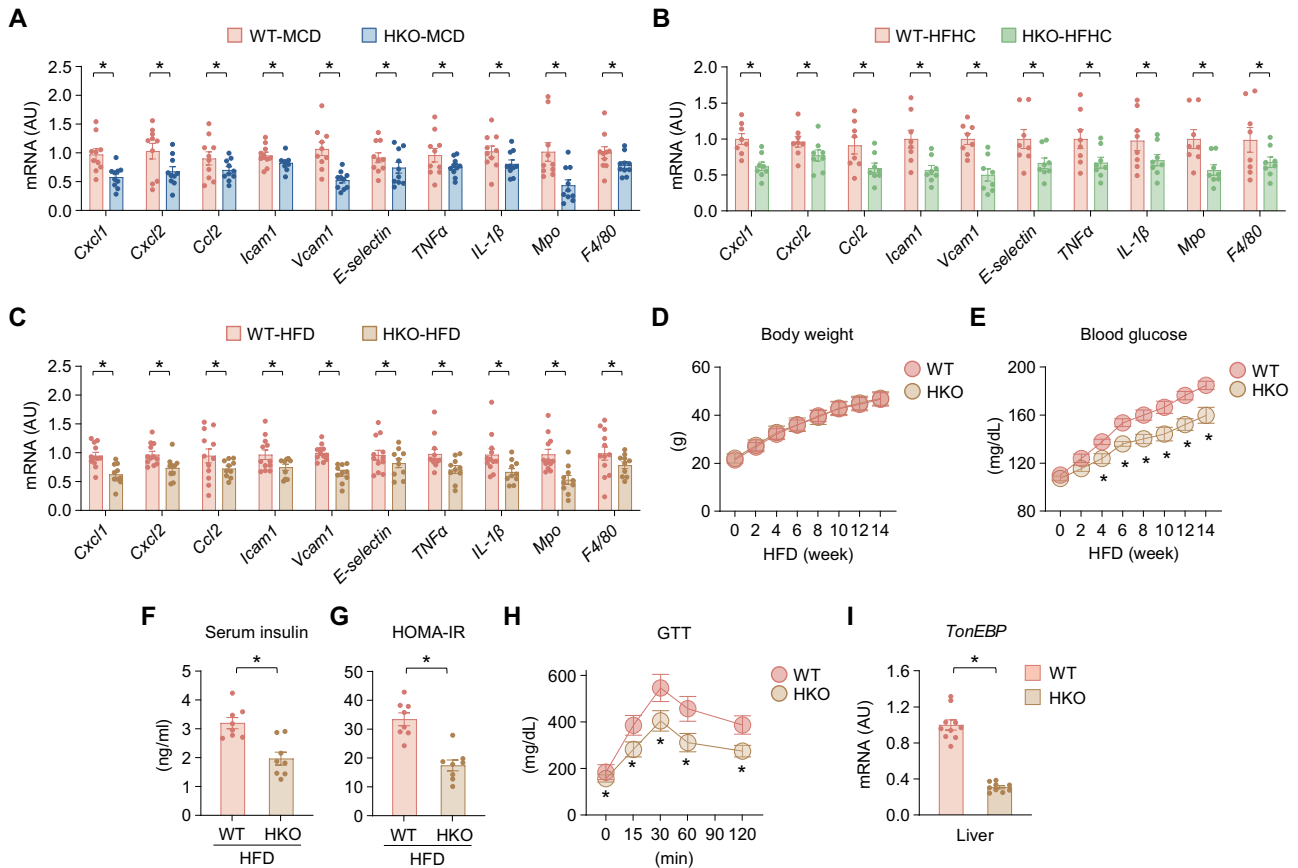 A
WT-MCD HKO-MCD
* * * * * * * * * *
mRNA (AU)
2.5
2.0
1.5
1.0
0.5
0.0
Cxcl1 Cxcl2 Ccl2 Icam1 Vcam1 E-selectin TNFα IL-1β Mpo F4/80
B
WT-HFHC HKO-HFHC
* * * * * * * * * *
mRNA (AU)
2.0
1.5
1.0
0.5
0.0
Cxcl1 Cxcl2 Ccl2 Icam1 Vcam1 E-selectin TNFα IL-1β Mpo F4/80
C
WT-HFD HKO-HFD
* * * * * * * * * *
mRNA (AU)
2.5
2.0
1.5
1.0
0.5
0.0
Cxcl1 Cxcl2 Ccl2 Icam1 Vcam1 E-selectin TNFα IL-1β Mpo F4/80
D
Body weight
WT
HKO
(g)
60
40
20
0
0 2 4 6 8 10 12 14
HFD (week)
E
Blood glucose
WT
HKO
(mg/dL)
200
160
120
80
* * * * * *
0 2 4 6 8 10 12 14
HFD (week)
F
Serum insulin
*
(ng/ml)
5
4
3
2
1
0
WT HKO
HFD
G
HOMA-IR
*
50
40
30
20
10
0
WT HKO
HFD
H
GTT
WT
HKO
(mg/dL)
600
400
200
0
* * * * *
0 15 30 60 90 120
(min)
I
TonEBP
*
WT
HKO
mRNA (AU)
1.6
1.2
0.8
0.4
0
Liver